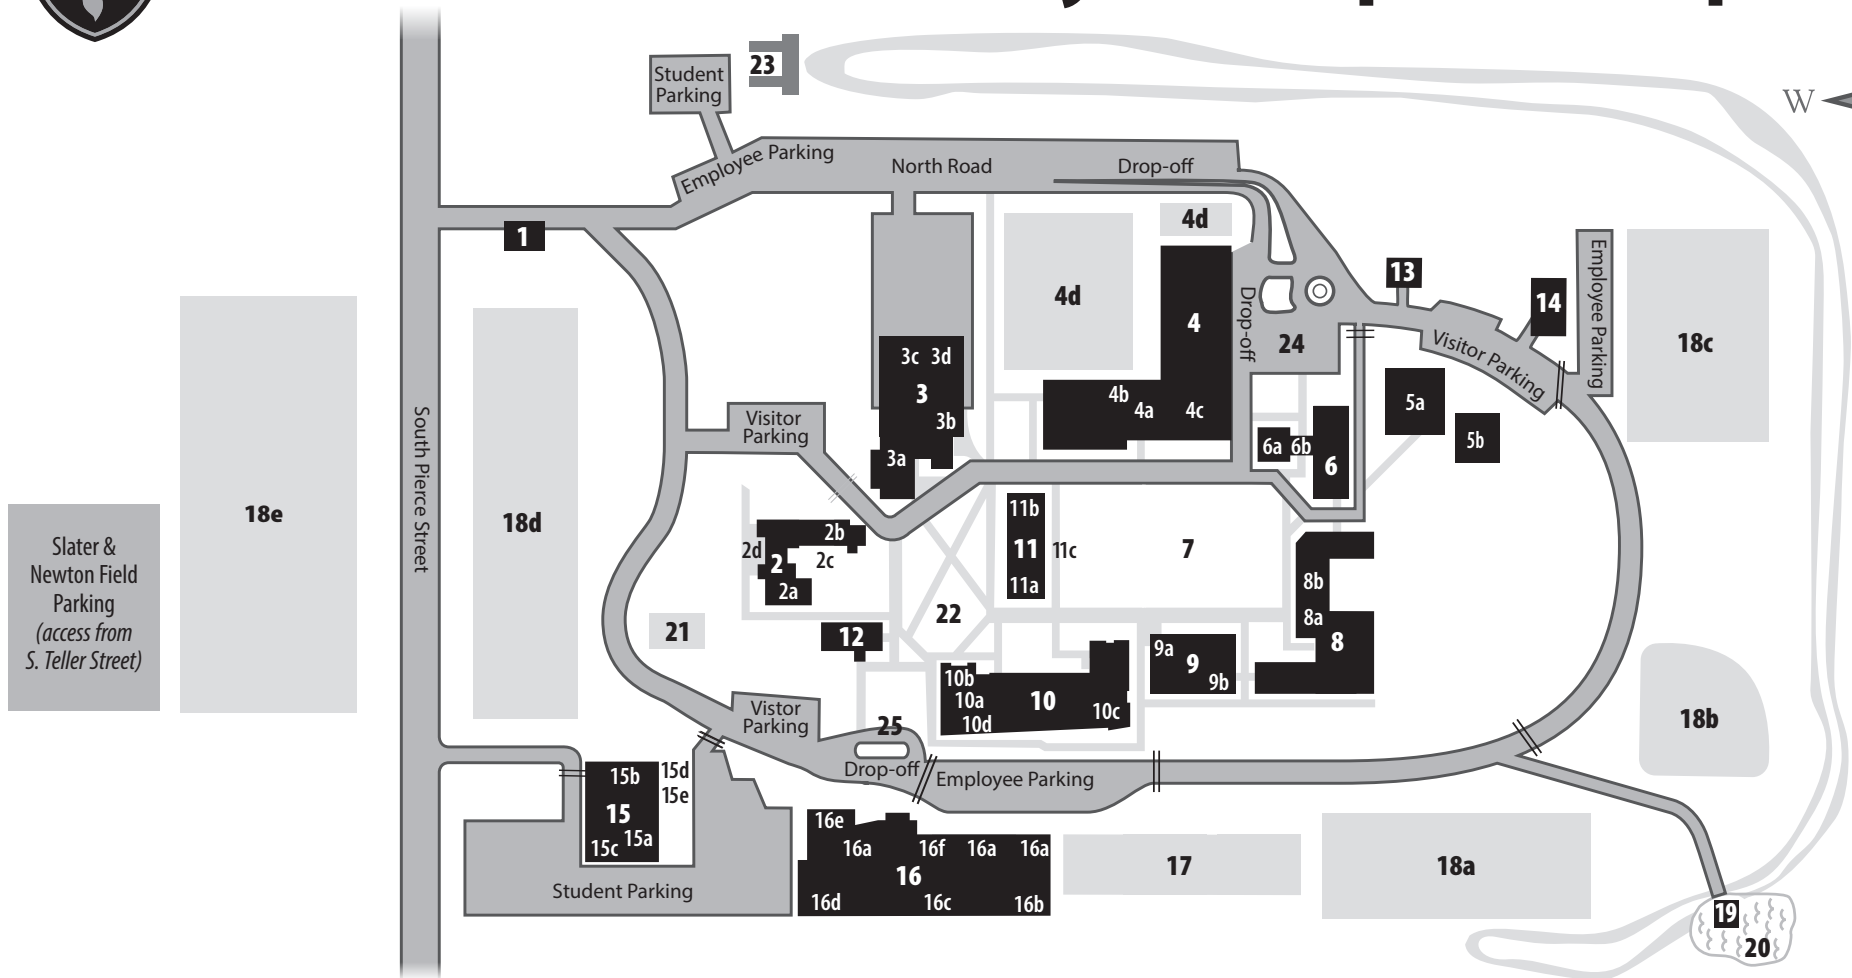 23
Student
Parking
W
Employee Parking
North Road
Drop-off
1
4d
4d
4
Drop-off
24
13
14
Employee Parking
Visitor Parking
18c
3c 3d
3
3b
3a
4b
4a
4c
5a
5b
6a
6b
6
Visitor
Parking
South Pierce Street
18e
18d
Slater &
Newton Field
Parking
(access from
S. Teller Street)
2b
2d
2
2c
2a
11b
11
11c
11a
7
8b
8a
8
22
21
12
9a
9
9b
10b
10a
10
10c
10d
18b
Vistor
Parking
25
Drop-off
Employee Parking
15b
15d
15e
15
15a
15c
Student Parking
16e
16a
16f
16a
16a
16
16d
16c
16b
17
18a
19
20